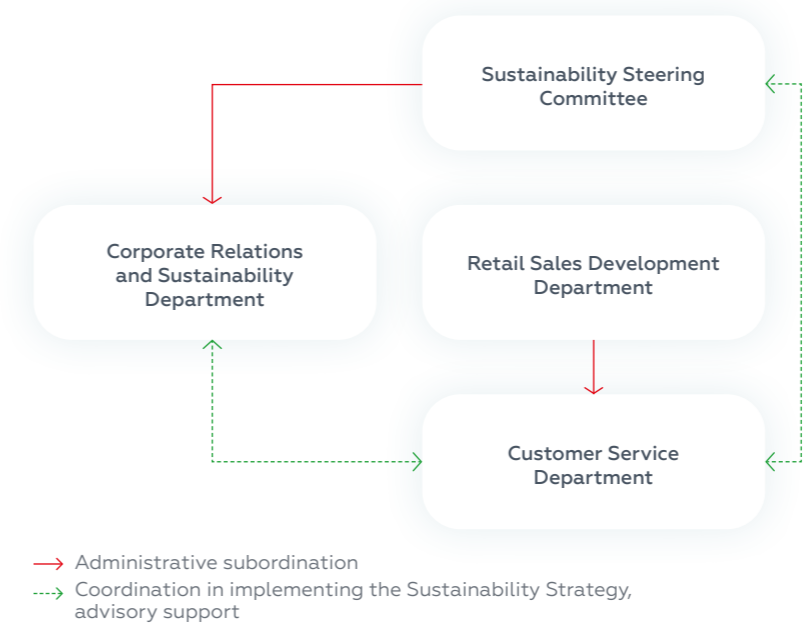 Sustainability Steering
Committee
Corporate Relations
and Sustainability
Department
Retail Sales Development
Department
Customer Service
Department
Administrative subordination
Coordination in implementing the Sustainability Strategy,
advisory support